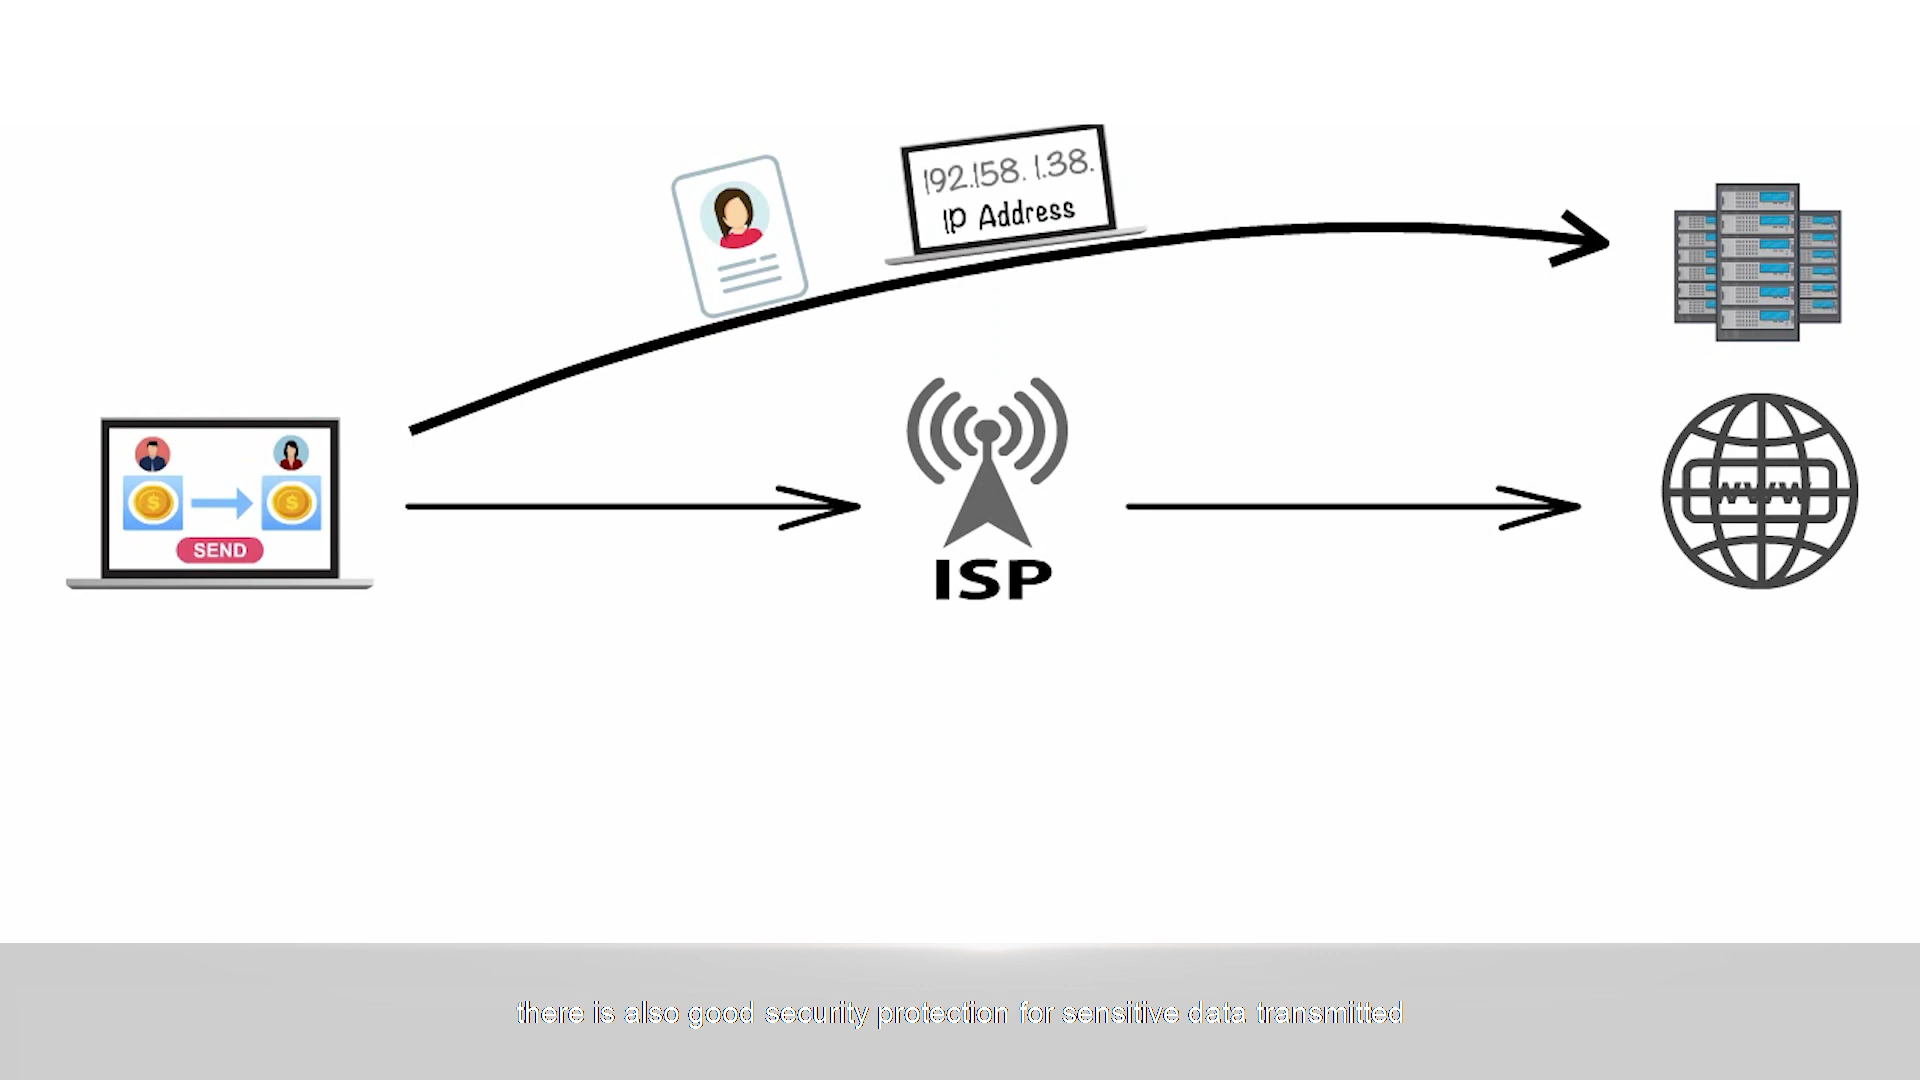 192.158. 1.38.
IP Address
SEND
www
ISP
there is also good security protection for sensitive data transmitted